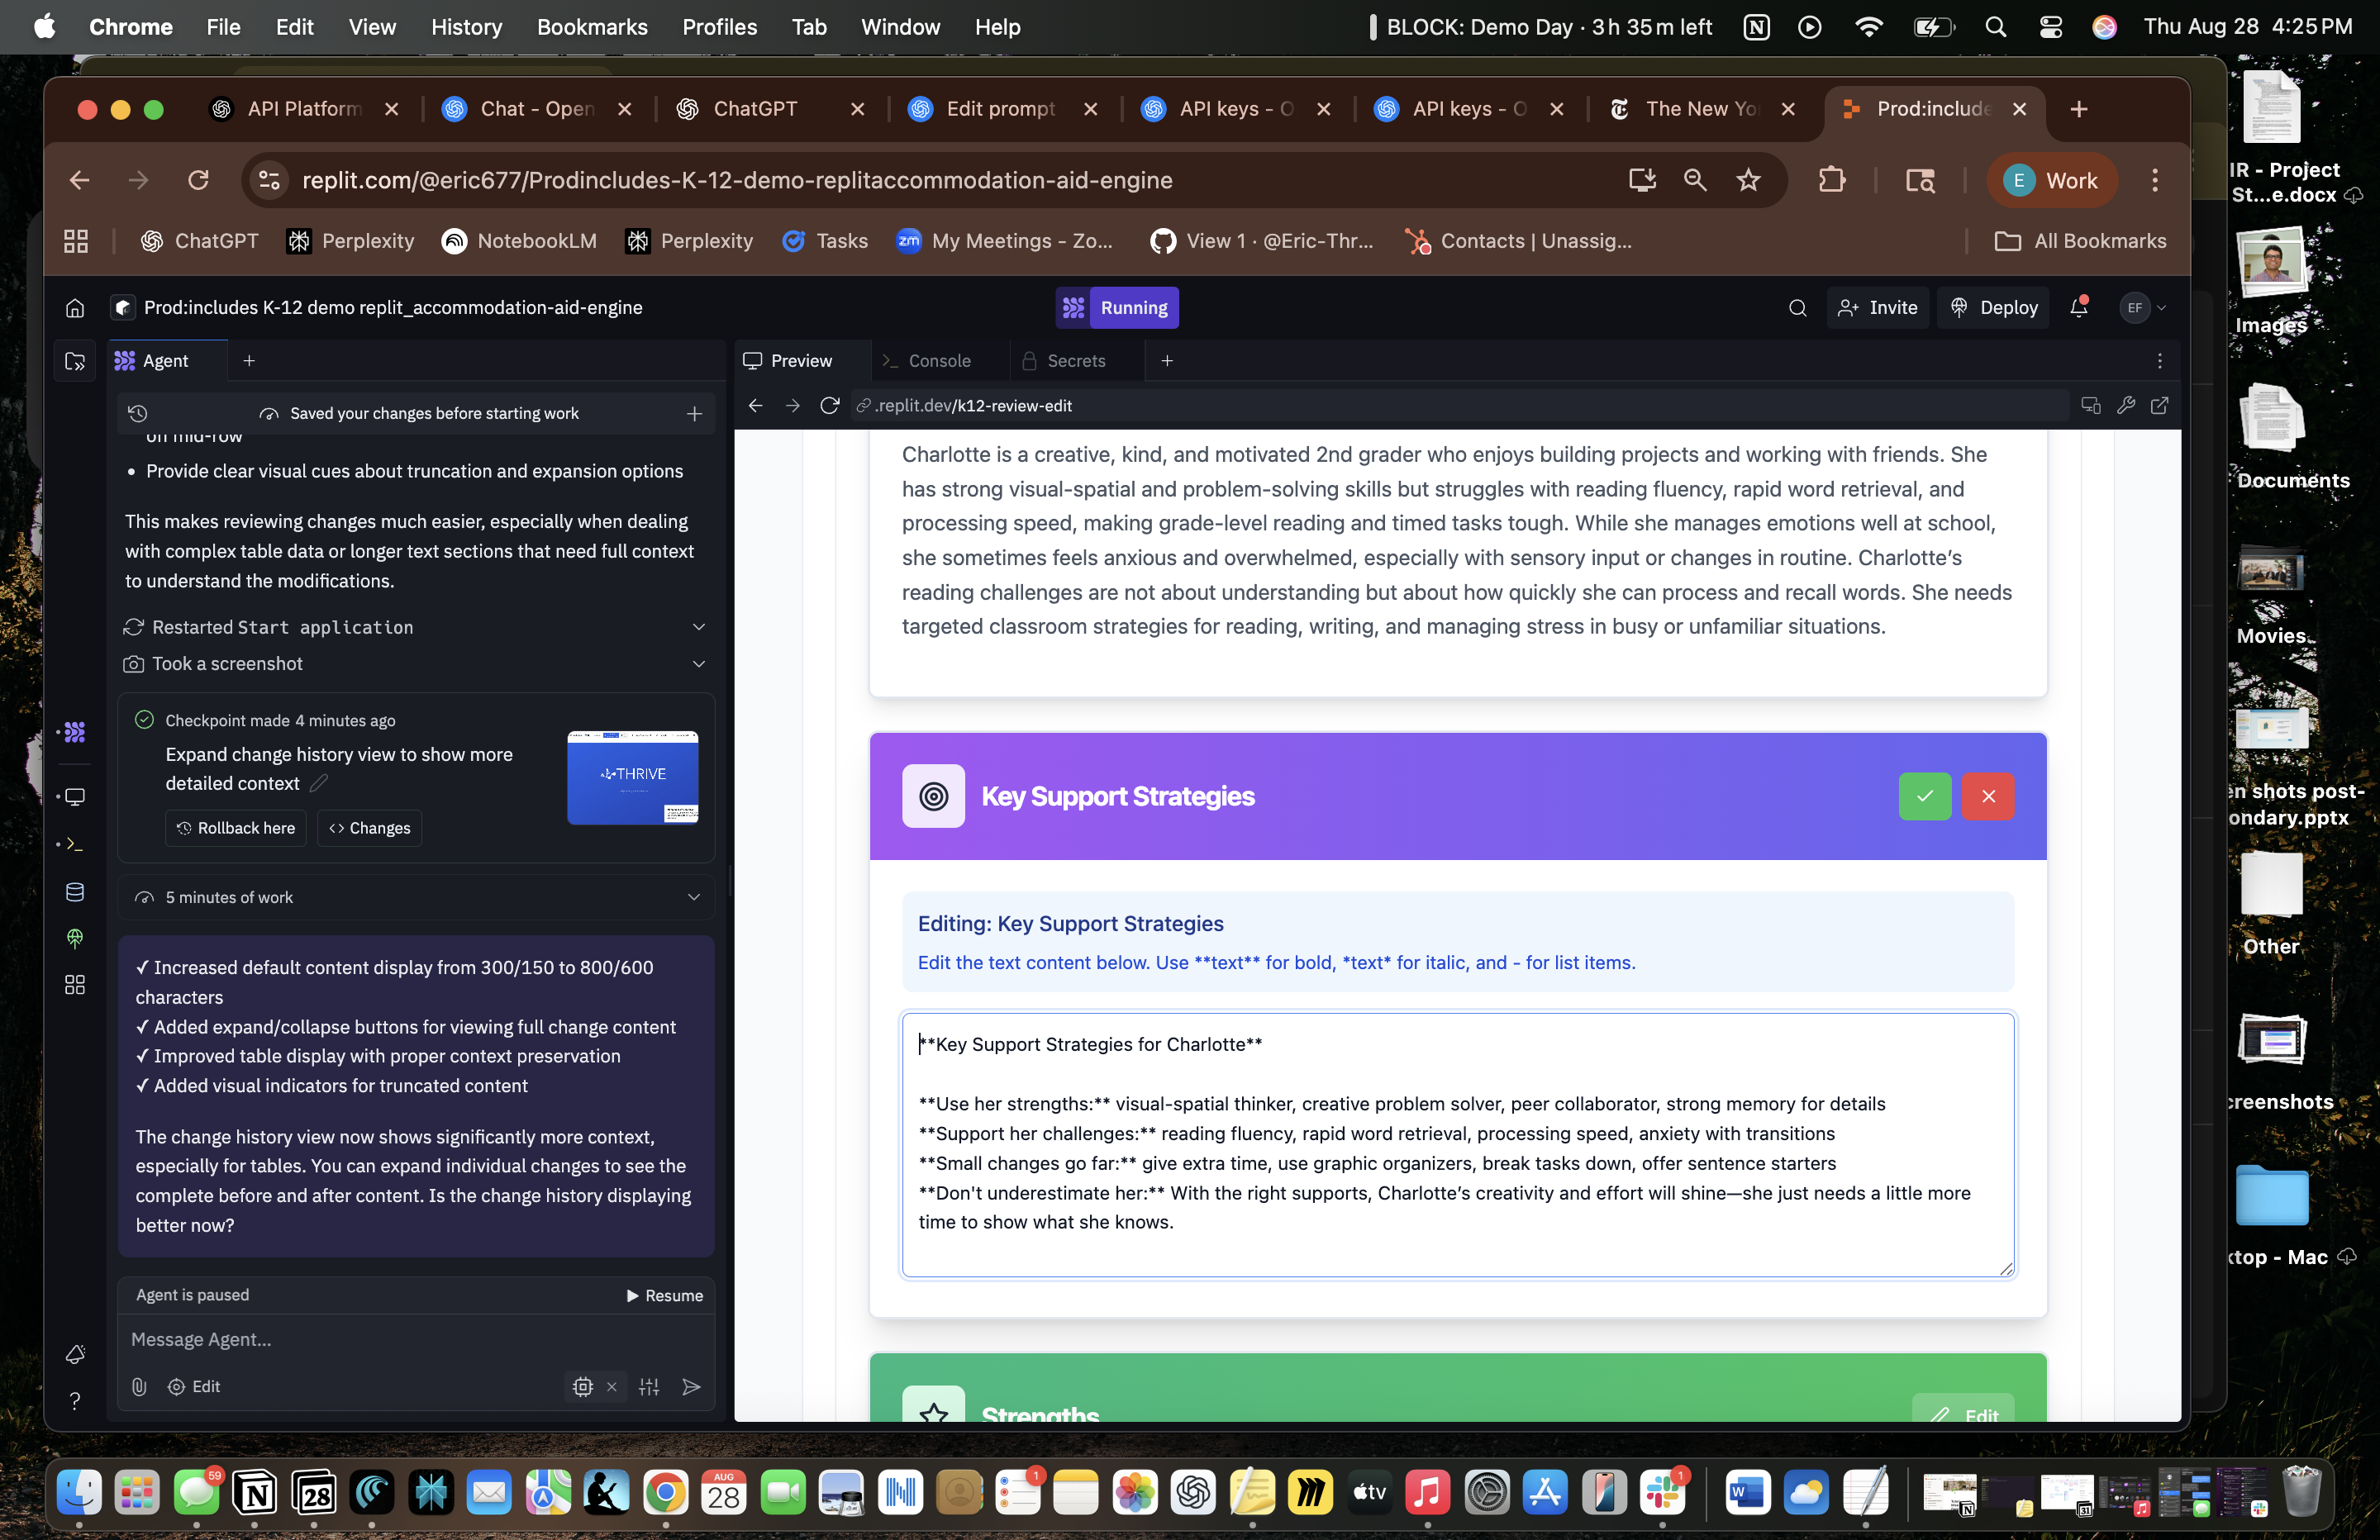 Chrome File Edit View History Bookmarks Profiles Tab Window Help
BLOCK: Demo Day · 3 h 35 m left
Thu Aug 28 4:25 PM
API Platform
Chat - Open
ChatGPT
Edit prompt
API keys - O
API keys - O
The New Yo
Prod:include
replit.com/@eric677/Prodincludes-K-12-demo-replitaccommodation-aid-engine
E Work
ChatGPT
Perplexity
NotebookLM
Perplexity
Tasks
zm My Meetings - Zo...
View 1 · @Eric-Thr...
Contacts | Unassig...
All Bookmarks
Prod:includes K-12 demo replit_accommodation-aid-engine
Running
Invite
Deploy
EF
Agent
Saved your changes before starting work
off mid-row
• Provide clear visual cues about truncation and expansion options
This makes reviewing changes much easier, especially when dealing
with complex table data or longer text sections that need full context
to understand the modifications.
Restarted Start application
Took a screenshot
Checkpoint made 4 minutes ago
Expand change history view to show more
detailed context
THRIVE
Rollback here
Changes
5 minutes of work
✓ Increased default content display from 300/150 to 800/600
characters
✓ Added expand/collapse buttons for viewing full change content
✓ Improved table display with proper context preservation
✓ Added visual indicators for truncated content
The change history view now shows significantly more context,
especially for tables. You can expand individual changes to see the
complete before and after content. Is the change history displaying
better now?
Agent is paused
Resume
Message Agent...
Edit
Preview
Console
Secrets
.replit.dev/k12-review-edit
Charlotte is a creative, kind, and motivated 2nd grader who enjoys building projects and working with friends. She
has strong visual-spatial and problem-solving skills but struggles with reading fluency, rapid word retrieval, and
processing speed, making grade-level reading and timed tasks tough. While she manages emotions well at school,
she sometimes feels anxious and overwhelmed, especially with sensory input or changes in routine. Charlotte's
reading challenges are not about understanding but about how quickly she can process and recall words. She needs
targeted classroom strategies for reading, writing, and managing stress in busy or unfamiliar situations.
Key Support Strategies
Editing: Key Support Strategies
Edit the text content below. Use **text** for bold, *text* for italic, and - for list items.
**Key Support Strategies for Charlotte**
**Use her strengths:** visual-spatial thinker, creative problem solver, peer collaborator, strong memory for details
**Support her challenges:** reading fluency, rapid word retrieval, processing speed, anxiety with transitions
**Small changes go far:** give extra time, use graphic organizers, break tasks down, offer sentence starters
**Don't underestimate her:** With the right supports, Charlotte's creativity and effort will shine—she just needs a little more
time to show what she knows.
Strengths
Edit
IR - Project
St...e.docx
Images
Documents
Movies
en shots post-
ondary.pptx
Other
creenshots
ktop - Mac
59
28
AUG
28
1
tv
1
W
31